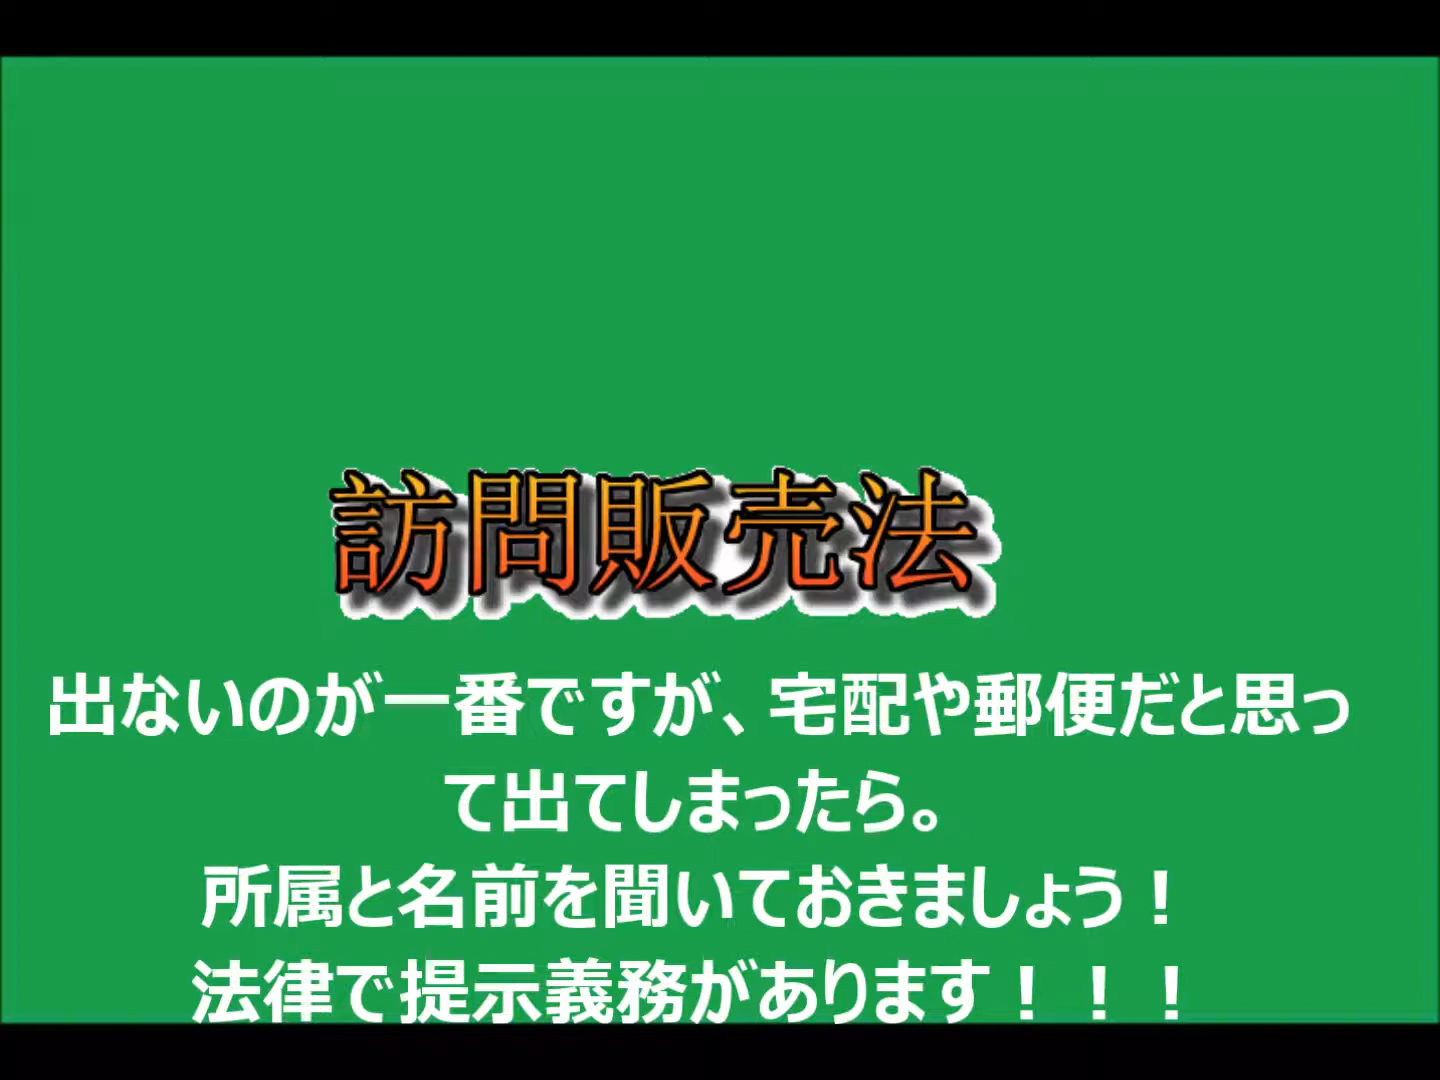 訪問販売法
出ないのが一番ですが、宅配や郵便だと思っ
て出てしまったら。
所属と名前を聞いておきましょう！
法律で提示義務があります！！！